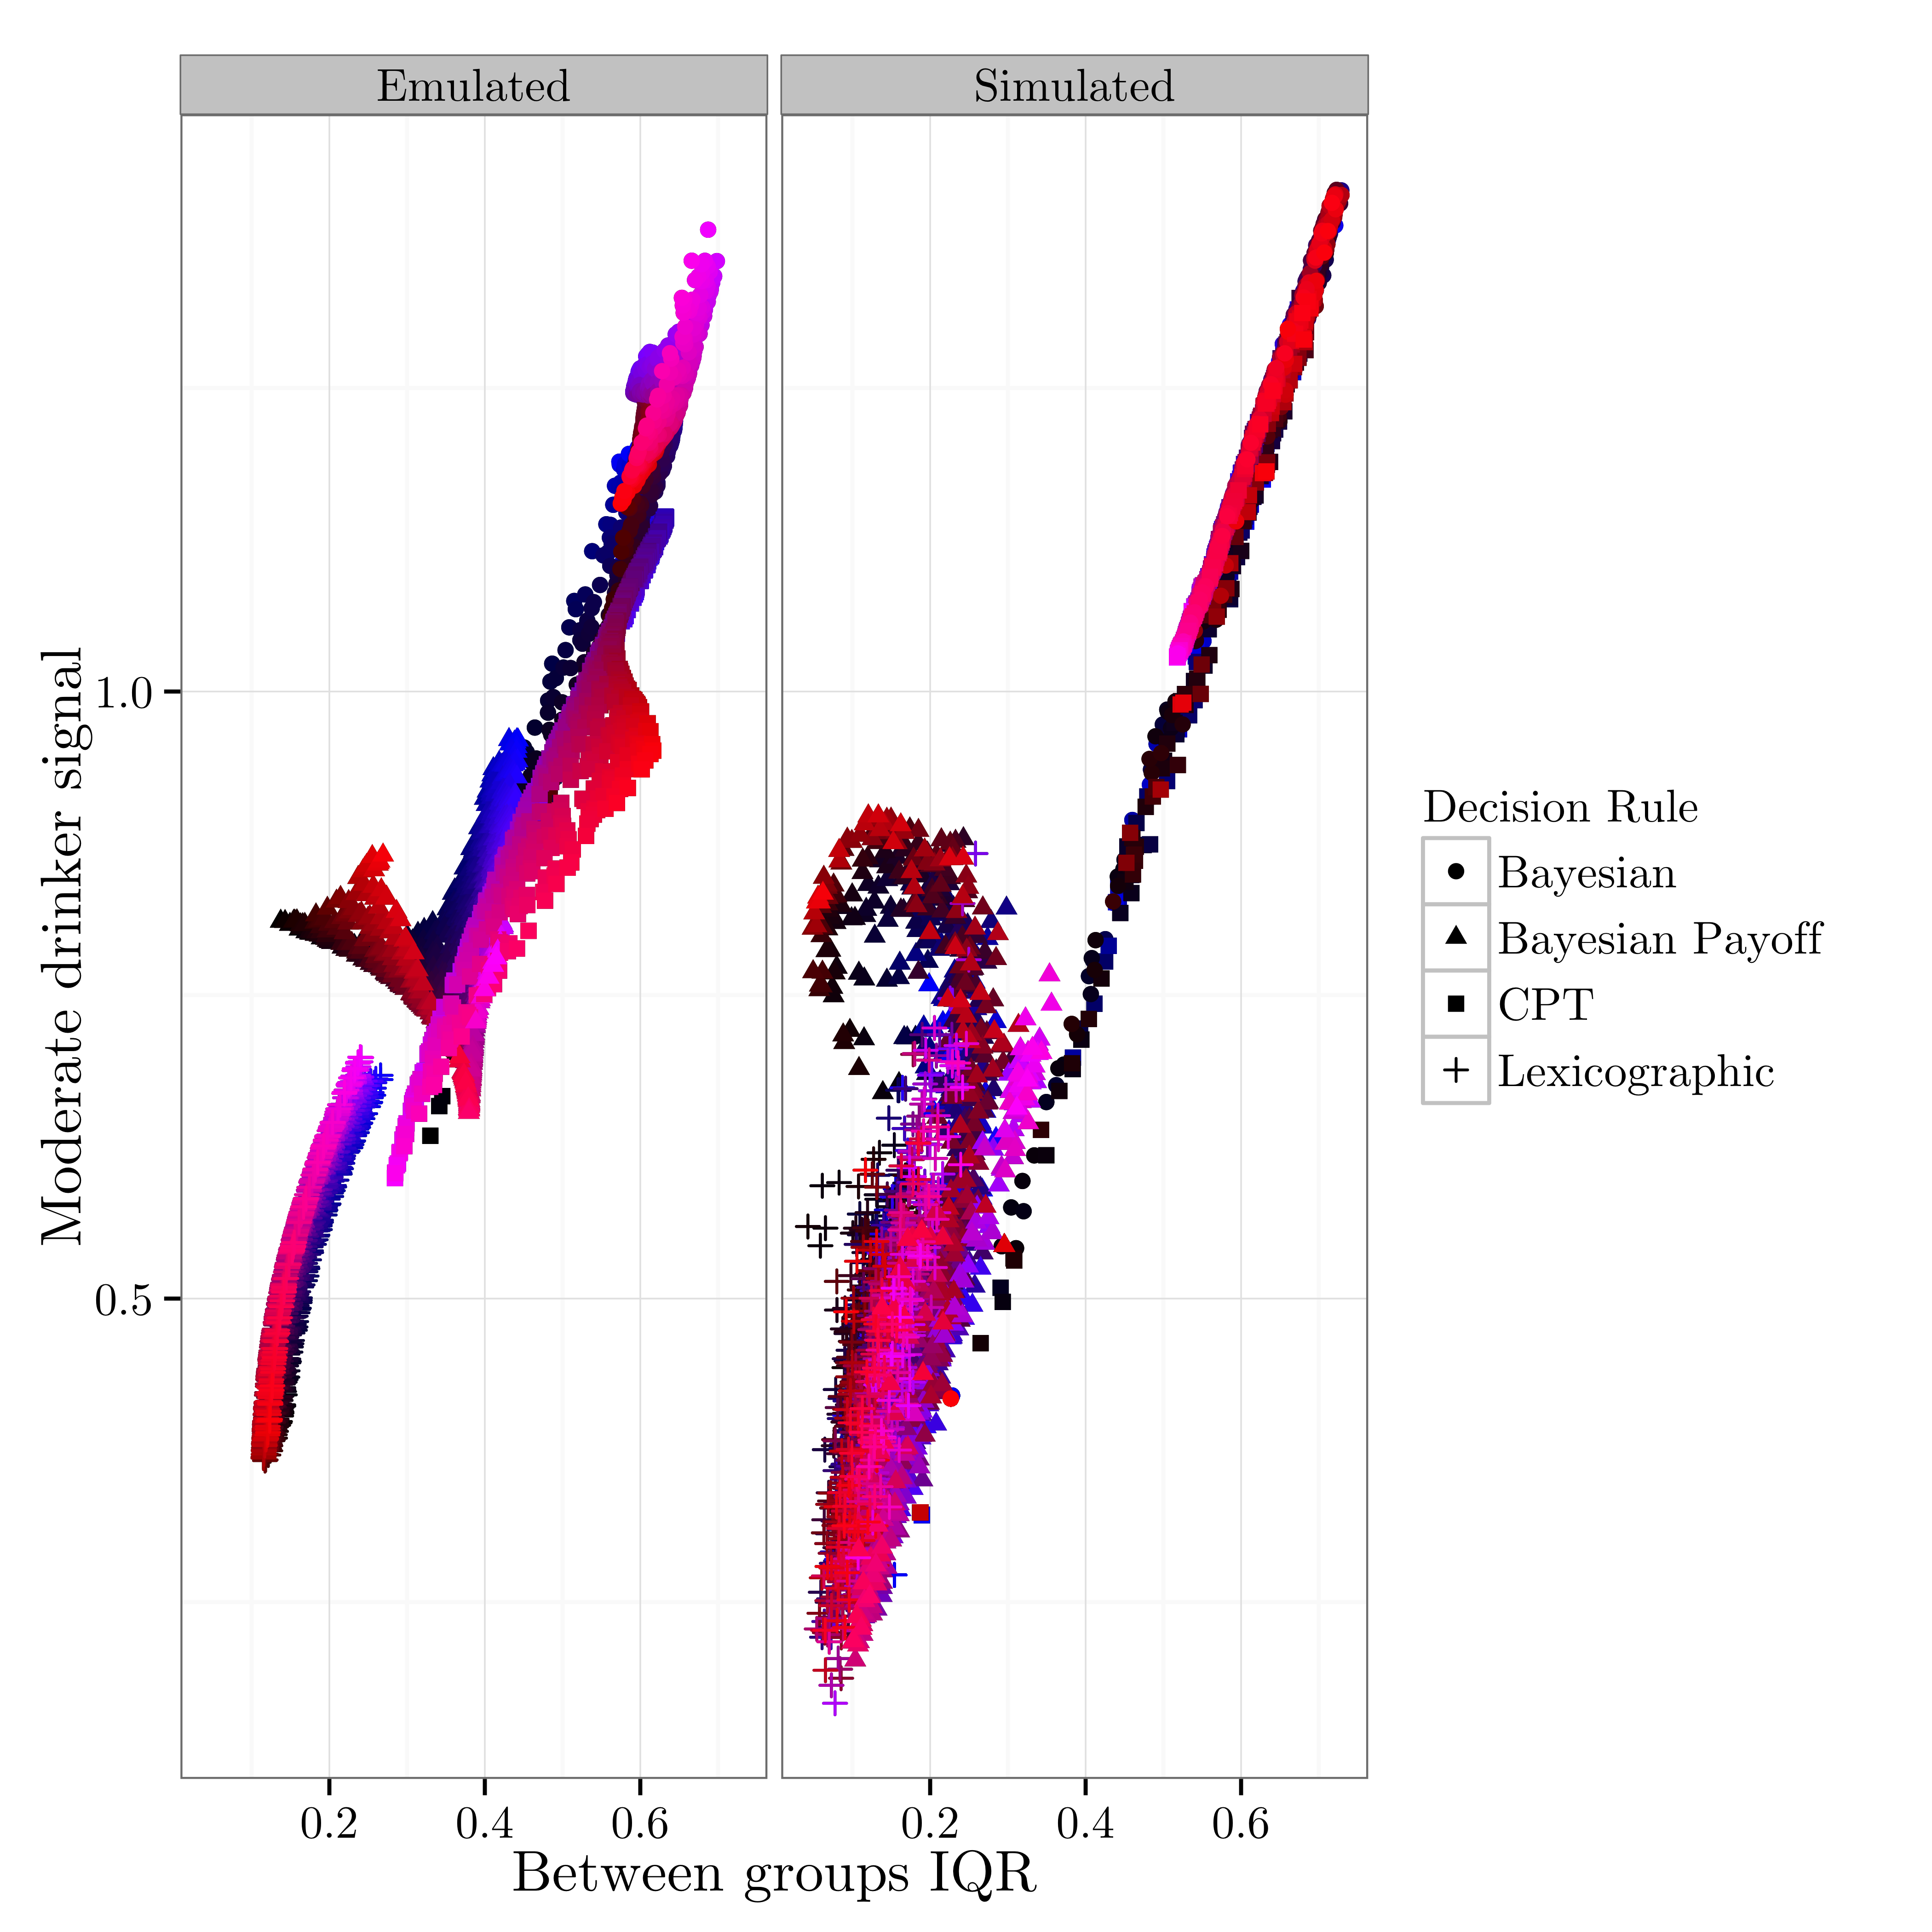 Emulated
Simulated
Moderate drinker signal
1.0
0.5
0.2 0.4 0.6
0.2 0.4 0.6
Between groups IQR
Decision Rule
Bayesian
Bayesian Payoff
CPT
Lexicographic